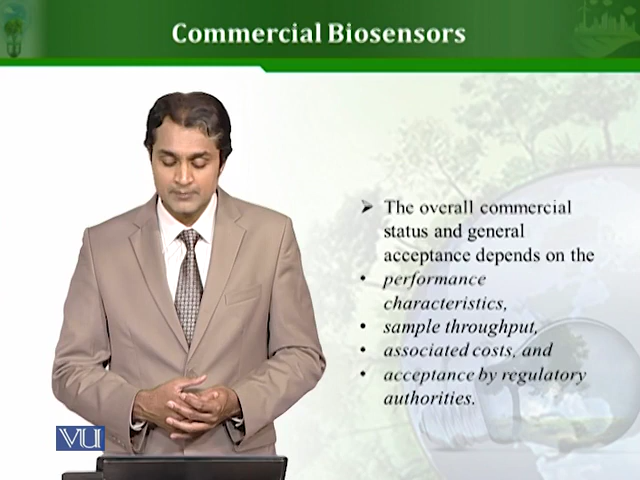 Commercial Biosensors
➤ The overall commercial
status and general
acceptance depends on the
• performance
characteristics,
• sample throughput,
• associated costs, and
• acceptance by regulatory
authorities.
VU